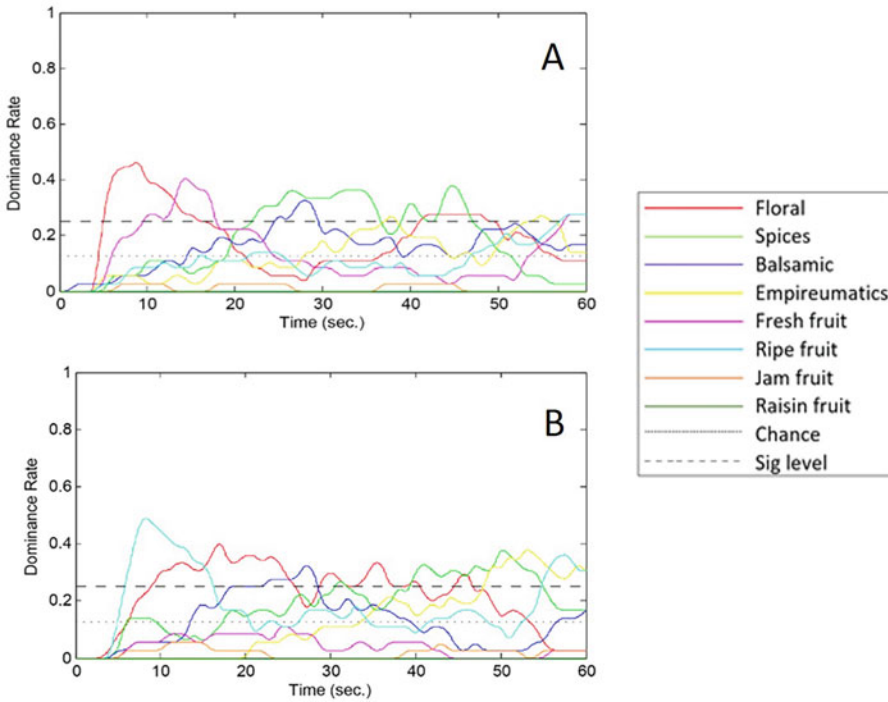 1
A
0.8
0.6
Dominance Rate
0.4
0.2
0
0 10 20 30 40 50 60
Time (sec.)
1
B
0.8
0.6
Dominance Rate
0.4
0.2
0
0 10 20 30 40 50 60
Time (sec.)
Floral
Spices
Balsamic
Empireumatics
Fresh fruit
Ripe fruit
Jam fruit
Raisin fruit
Chance
Sig level